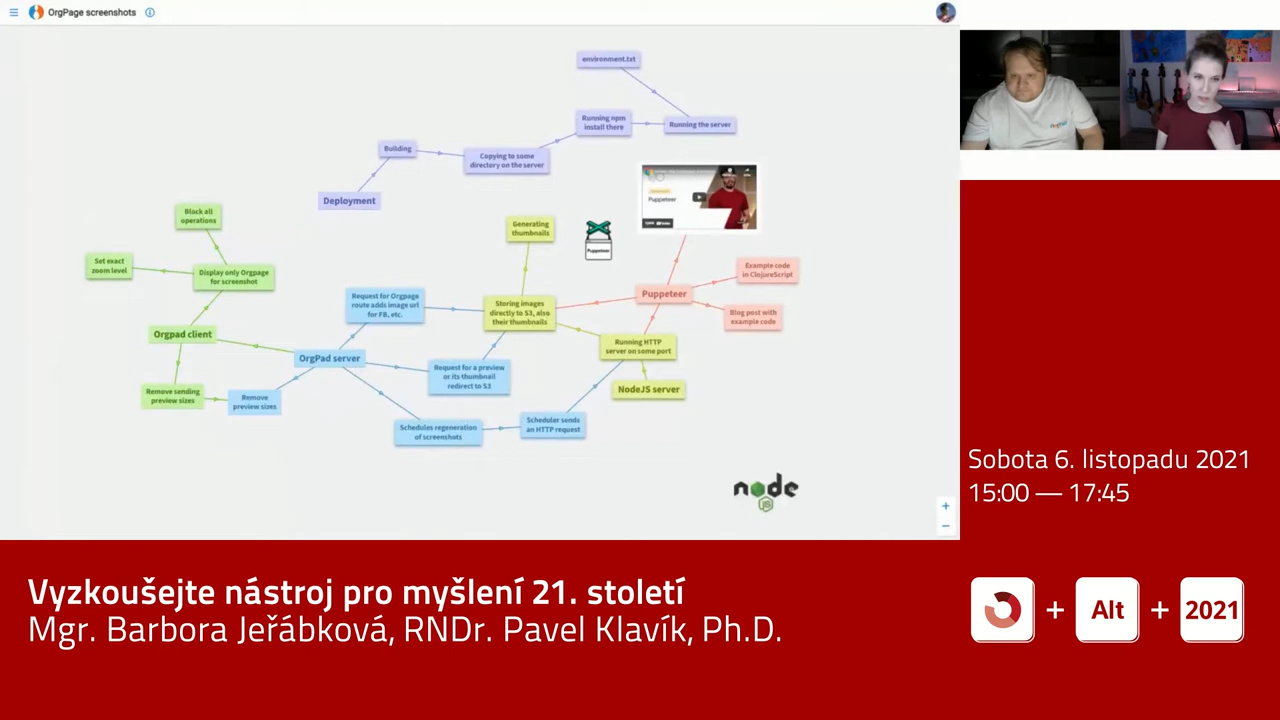 OrgPage screenshots
environment.txt
Running npm
install there
Running the server
Building
Copying to some
directory on the server
Deployment
Puppeteer
Block all
operations
Generating
thumbnails
Puppeteer
Set exact
zoom level
Display only Orgpage
for screenshot
Example code
in ClojureScript
Request for Orgpage
route adds image url
for FB, etc.
Storing images
directly to S3, also
their thumbnails
Puppeteer
Blog post with
example code
Orgpad client
OrgPad server
Running HTTP
server on some port
Request for a preview
or its thumbnail
redirect to S3
NodeJS server
Remove sending
preview sizes
Remove
preview sizes
Schedules regeneration
of screenshots
Scheduler sends
an HTTP request
node
JS
+
−
Sobota 6. listopadu 2021
15:00 — 17:45
Vyzkoušejte nástroj pro myšlení 21. století
Mgr. Barbora Jeřábková, RNDr. Pavel Klavík, Ph.D.
+ Alt + 2021